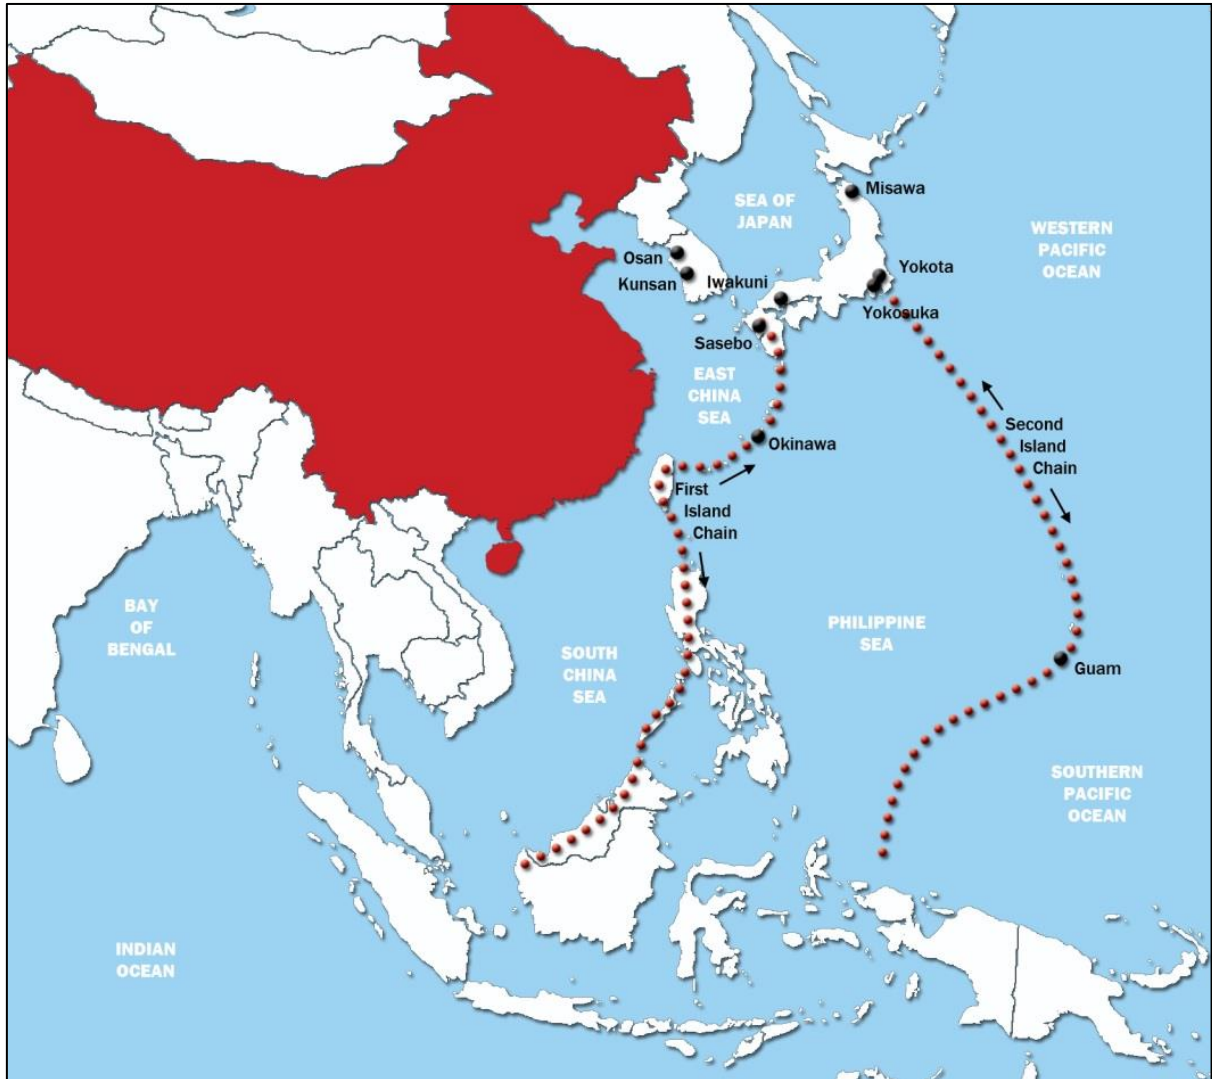 Misawa
SEA OF
JAPAN
WESTERN
PACIFIC
OCEAN
Osan
Kunsan
Iwakuni
Yokota
Yokosuka
Sasebo
EAST
CHINA
SEA
Okinawa
Second
Island
Chain
First
Island
Chain
BAY
OF
BENGAL
PHILIPPINE
SEA
SOUTH
CHINA
SEA
Guam
SOUTHERN
PACIFIC
OCEAN
INDIAN
OCEAN